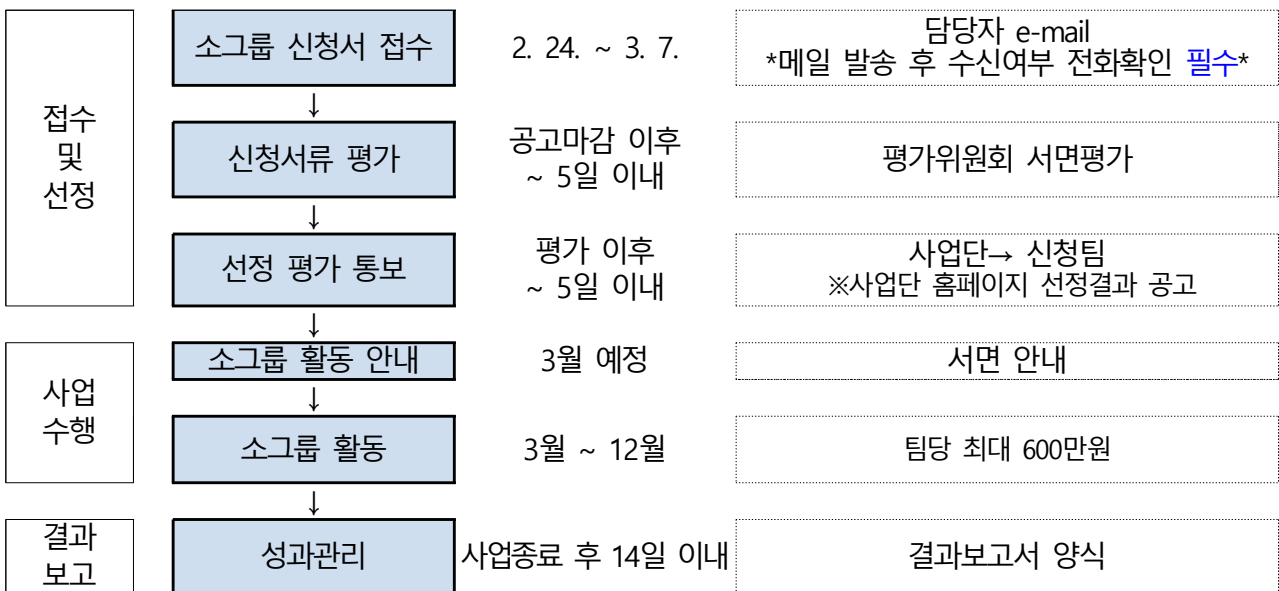 접수
및
선정
소그룹 신청서 접수
2. 24. ~ 3. 7.
담당자 e-mail
*메일 발송 후 수신여부 전화확인 필수*
↓
신청서류 평가
공고마감 이후
~ 5일 이내
평가위원회 서면평가
↓
선정 평가 통보
평가 이후
~ 5일 이내
사업단→ 신청팀
※사업단 홈페이지 선정결과 공고
↓
사업
수행
소그룹 활동 안내
3월 예정
서면 안내
↓
소그룹 활동
3월 ~ 12월
팀당 최대 600만원
↓
결과
보고
성과관리
사업종료 후 14일 이내
결과보고서 양식